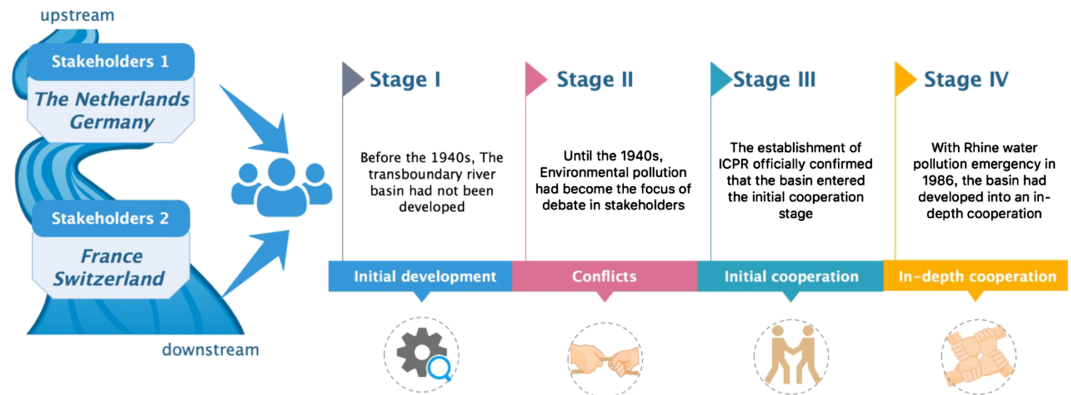 upstream
Stakeholders 1
The Netherlands
Germany
Stakeholders 2
France
Switzerland
downstream
Stage I
Before the 1940s, The
transboundary river
basin had not been
developed
Initial development
Stage II
Until the 1940s,
Environmental pollution
had become the focus of
debate in stakeholders
Conflicts
Stage III
The establishment of
ICPR officially confirmed
that the basin entered
the initial cooperation
stage
Initial cooperation
Stage IV
With Rhine water
pollution emergency in
1986, the basin had
developed into an in-
depth cooperation
In-depth cooperation